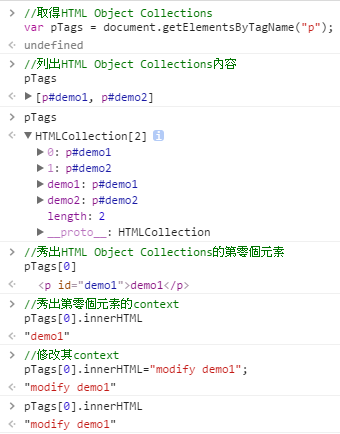 //取得HTML Object Collections
var pTags = document.getElementsByTagName("p");
undefined
//列出HTML Object Collections內容
pTags
[p#demo1, p#demo2]
pTags
HTMLCollection[2] i
0: p#demo1
1: p#demo2
demo1: p#demo1
demo2: p#demo2
length: 2
__proto__: HTMLCollection
//秀出HTML Object Collections的第零個元素
pTags[0]
<p id="demo1">demo1</p>
//秀出第零個元素的context
pTags[0].innerHTML
"demo1"
//修改其context
pTags[0].innerHTML="modify demo1";
"modify demo1"
pTags[0].innerHTML
"modify demo1"